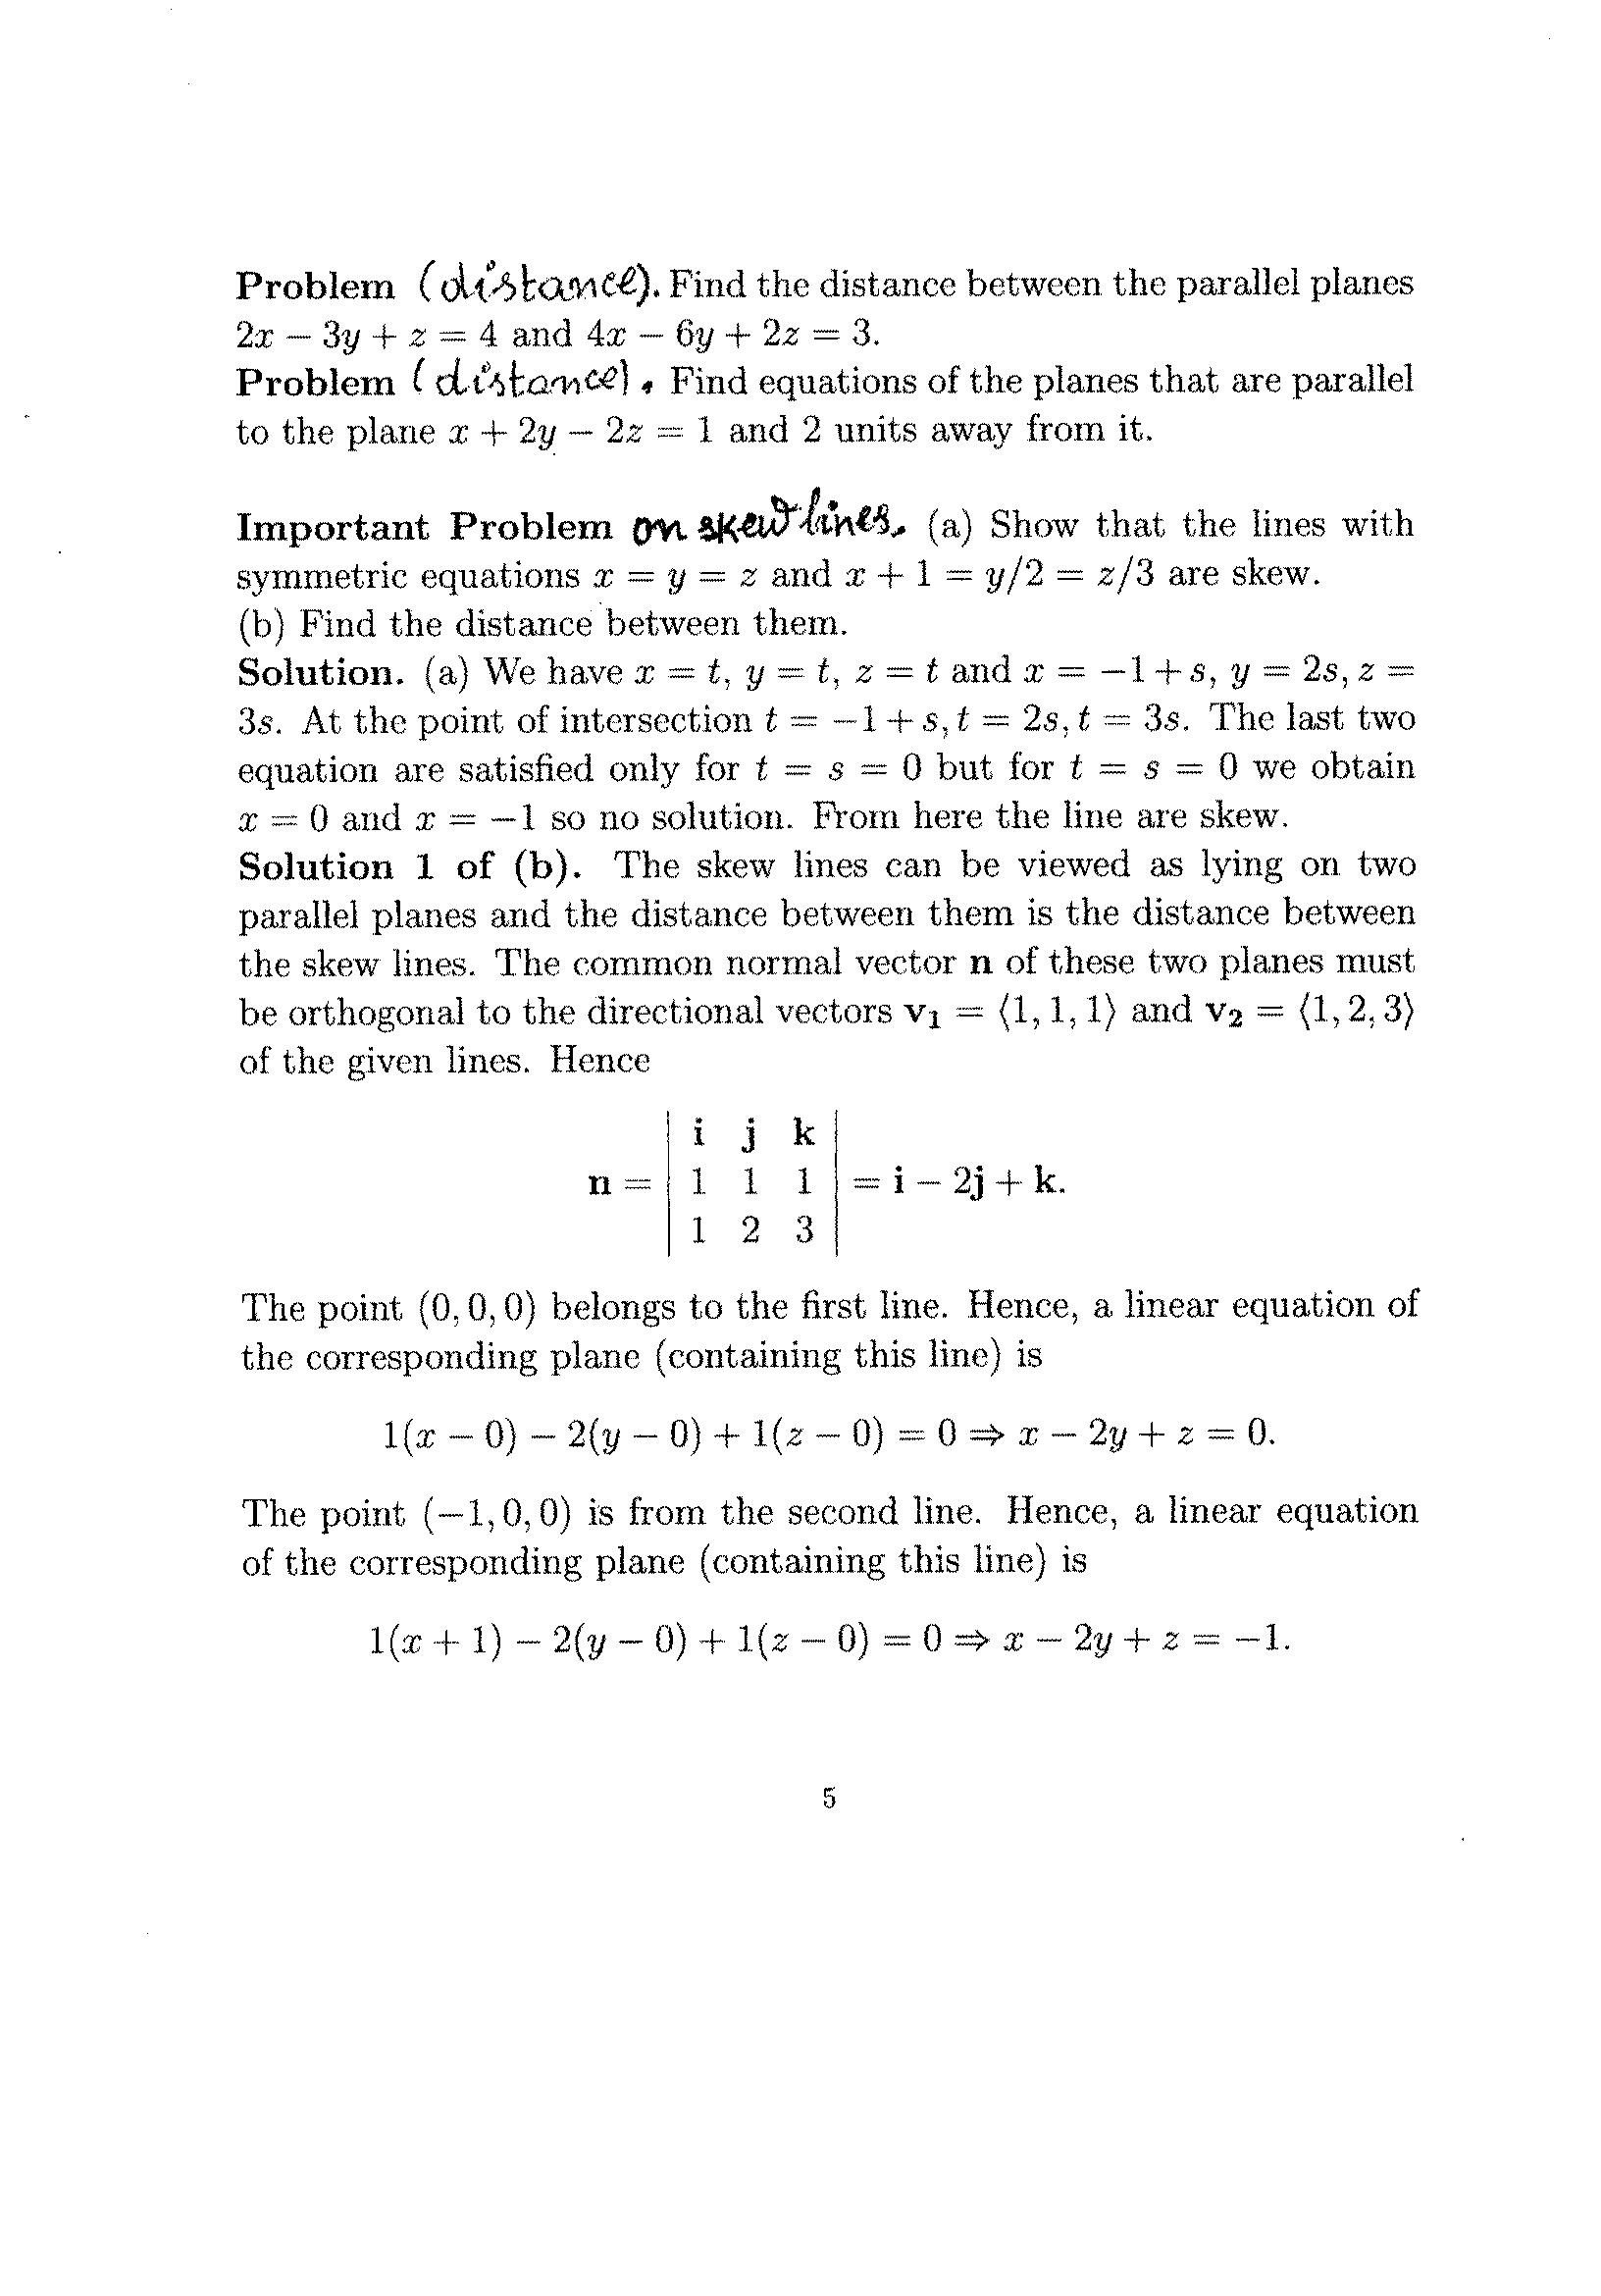 Problem (distance). Find the distance between the parallel planes
2x − 3y + z = 4 and 4x − 6y + 2z = 3.
Problem (distance). Find equations of the planes that are parallel
to the plane x + 2y − 2z = 1 and 2 units away from it.
Important Problem on skew lines. (a) Show that the lines with
symmetric equations x = y = z and x + 1 = y/2 = z/3 are skew.
(b) Find the distance between them.
Solution. (a) We have x = t, y = t, z = t and x = −1 + s, y = 2s, z =
3s. At the point of intersection t = −1 + s, t = 2s, t = 3s. The last two
equation are satisfied only for t = s = 0 but for t = s = 0 we obtain
x = 0 and x = −1 so no solution. From here the line are skew.
Solution 1 of (b). The skew lines can be viewed as lying on two
parallel planes and the distance between them is the distance between
the skew lines. The common normal vector n of these two planes must
be orthogonal to the directional vectors v₁ = ⟨1, 1, 1⟩ and v₂ = ⟨1, 2, 3⟩
of the given lines. Hence
i j k
n = | 1 1 1 | = i − 2j + k.
1 2 3
The point (0, 0, 0) belongs to the first line. Hence, a linear equation of
the corresponding plane (containing this line) is
1(x − 0) − 2(y − 0) + 1(z − 0) = 0 ⇒ x − 2y + z = 0.
The point (−1, 0, 0) is from the second line. Hence, a linear equation
of the corresponding plane (containing this line) is
1(x + 1) − 2(y − 0) + 1(z − 0) = 0 ⇒ x − 2y + z = −1.
5